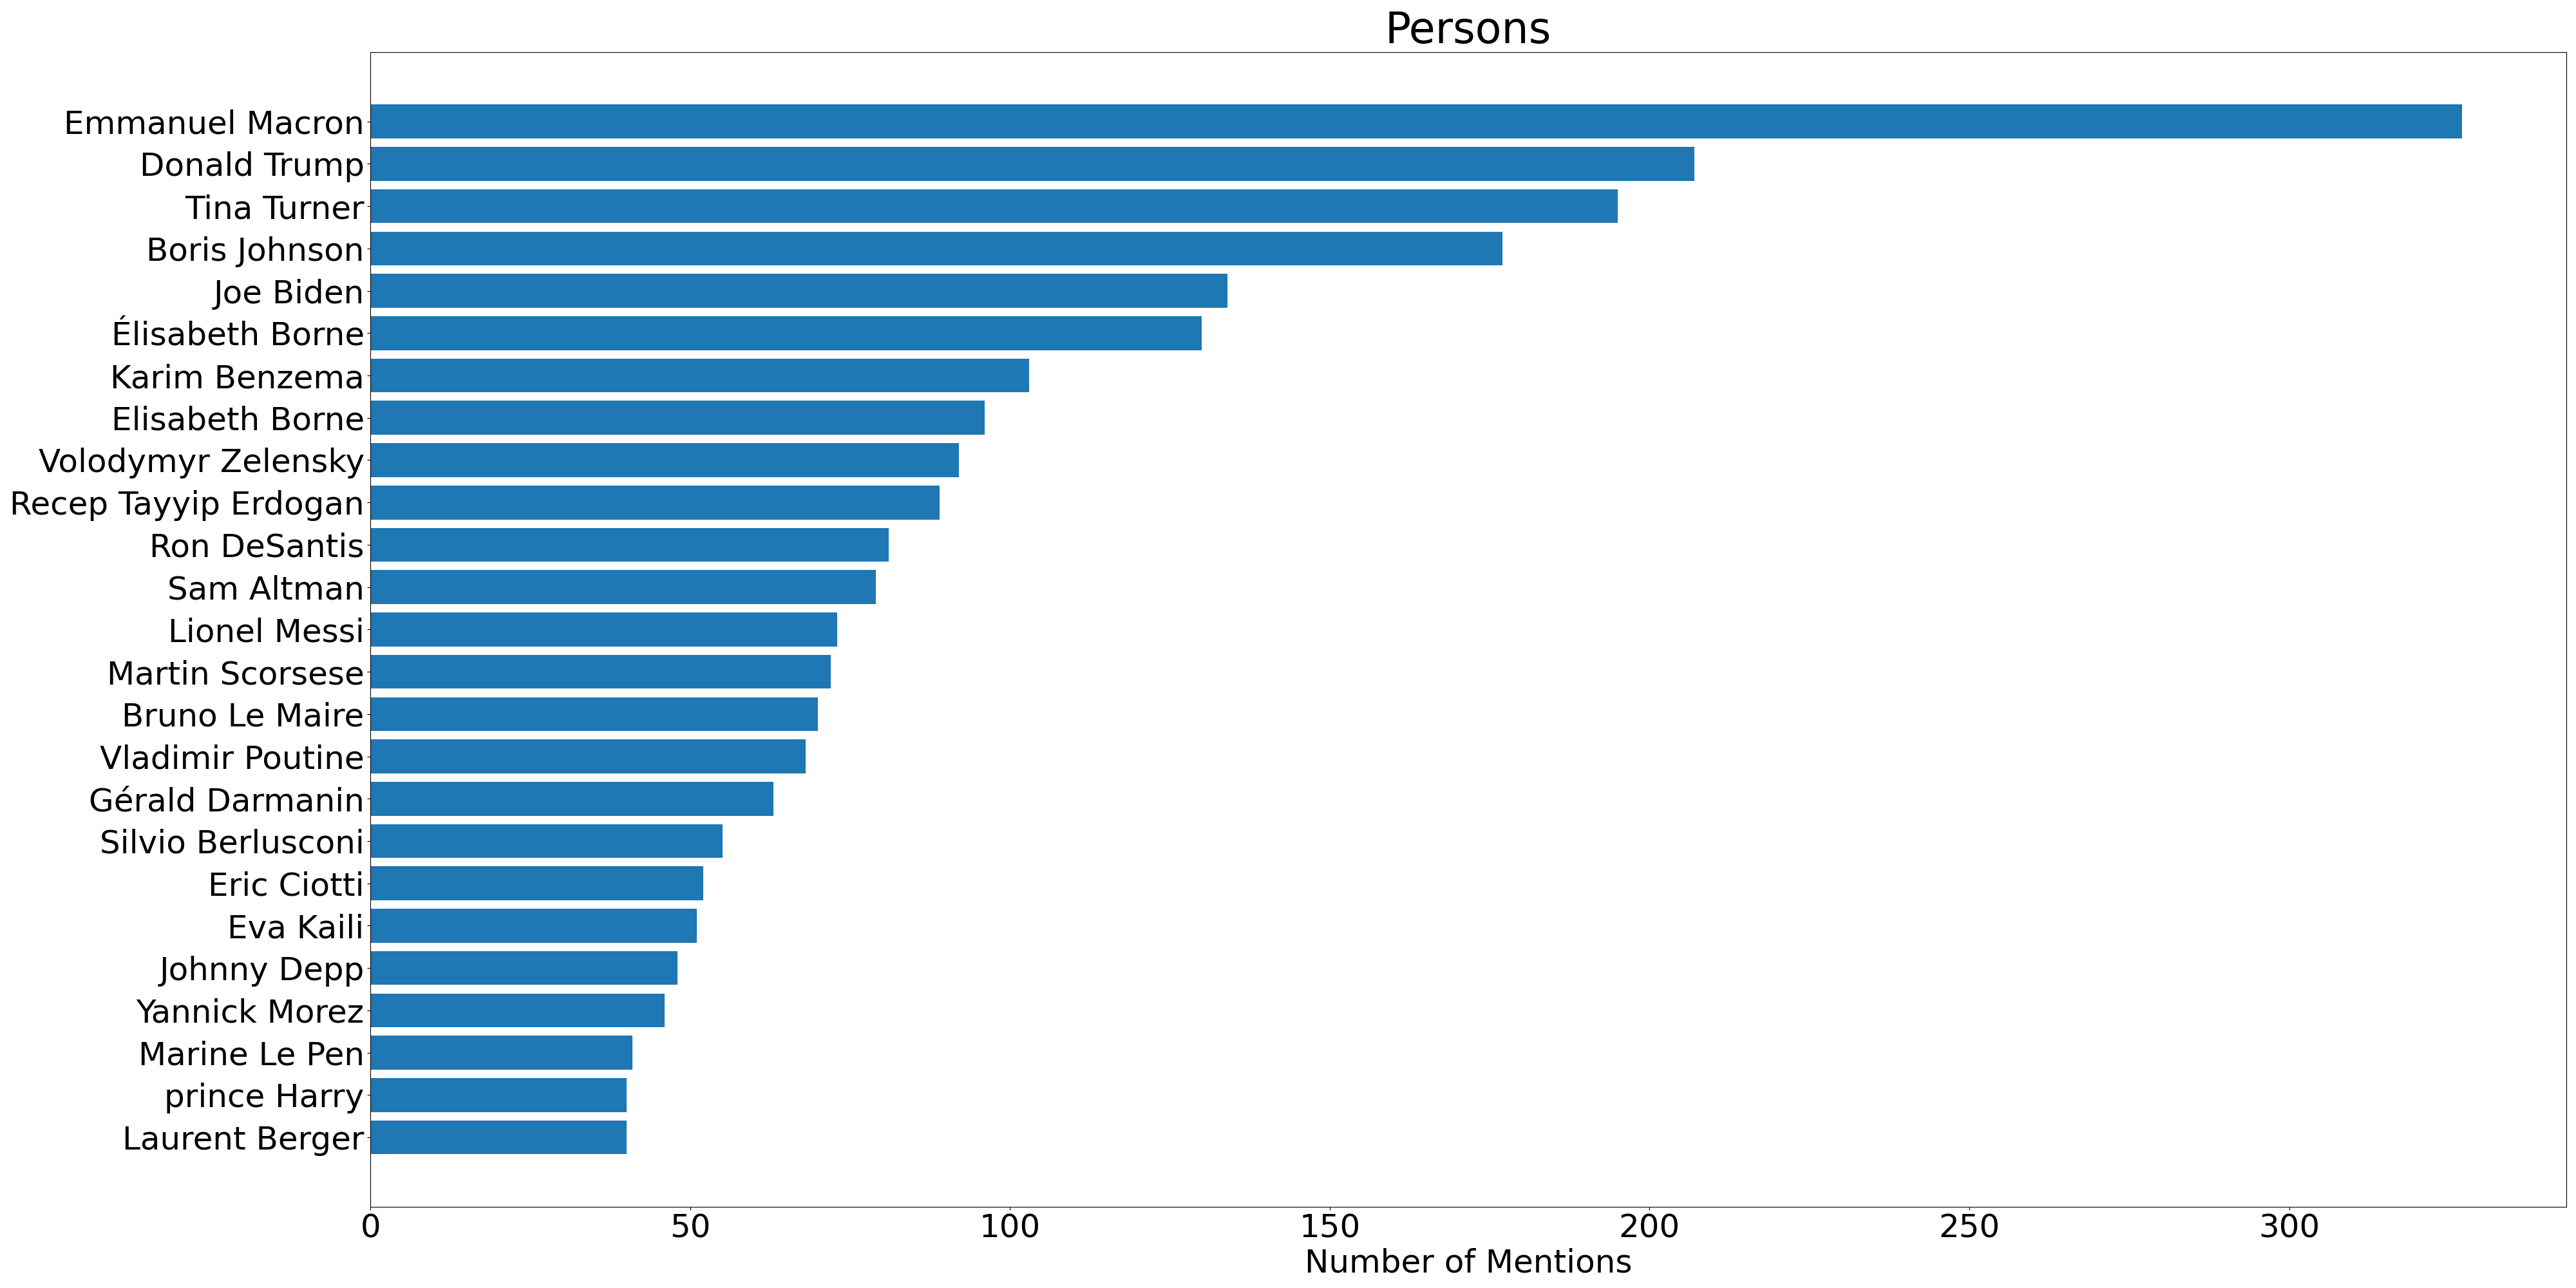 Persons
Emmanuel Macron
Donald Trump
Tina Turner
Boris Johnson
Joe Biden
Élisabeth Borne
Karim Benzema
Elisabeth Borne
Volodymyr Zelensky
Recep Tayyip Erdogan
Ron DeSantis
Sam Altman
Lionel Messi
Martin Scorsese
Bruno Le Maire
Vladimir Poutine
Gérald Darmanin
Silvio Berlusconi
Eric Ciotti
Eva Kaili
Johnny Depp
Yannick Morez
Marine Le Pen
prince Harry
Laurent Berger
0 50 100 150 200 250 300
Number of Mentions